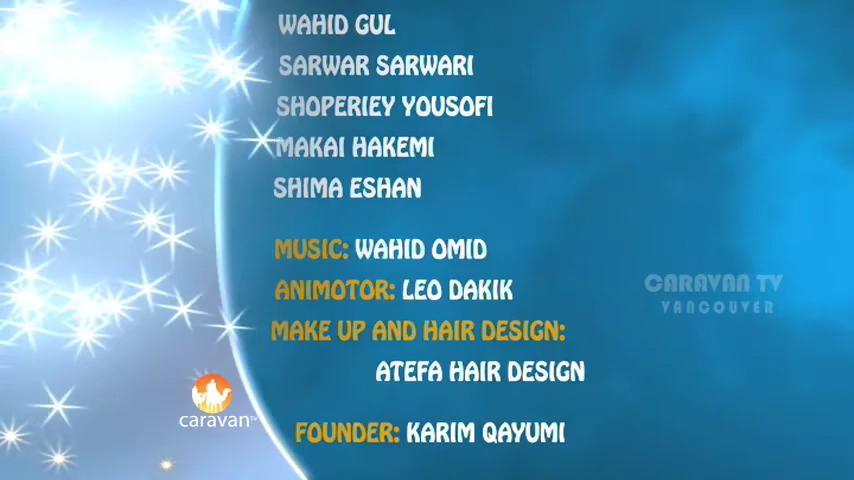 WAHID GUL
SARWAR SARWARI
SHOPERIEY YOUSOFI
MAKAI HAKEMI
SHIMA ESHAN
MUSIC: WAHID OMID
ANIMOTOR: LEO DAKIK
MAKE UP AND HAIR DESIGN:
ATEFA HAIR DESIGN
FOUNDER: KARIM QAYUMI
CARAVAN TV
VANCOUVER
caravan TV